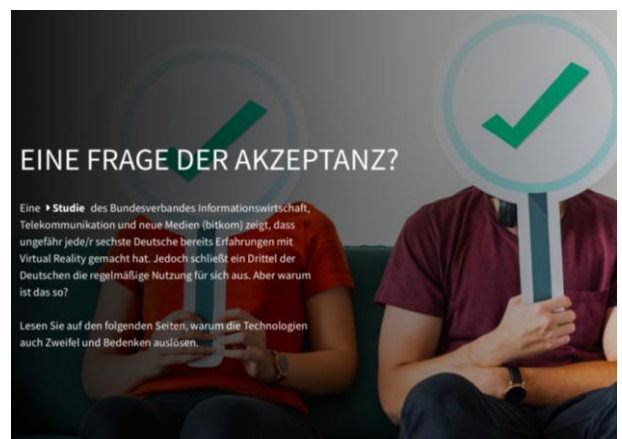 EINE FRAGE DER AKZEPTANZ?
Eine ▸Studie des Bundesverbandes Informationswirtschaft,
Telekommunikation und neue Medien (bitkom) zeigt, dass
ungefähr jede/r sechste Deutsche bereits Erfahrungen mit
Virtual Reality gemacht hat. Jedoch schließt ein Drittel der
Deutschen die regelmäßige Nutzung für sich aus. Aber warum
ist das so?
Lesen Sie auf den folgenden Seiten, warum die Technologien
auch Zweifel und Bedenken auslösen.